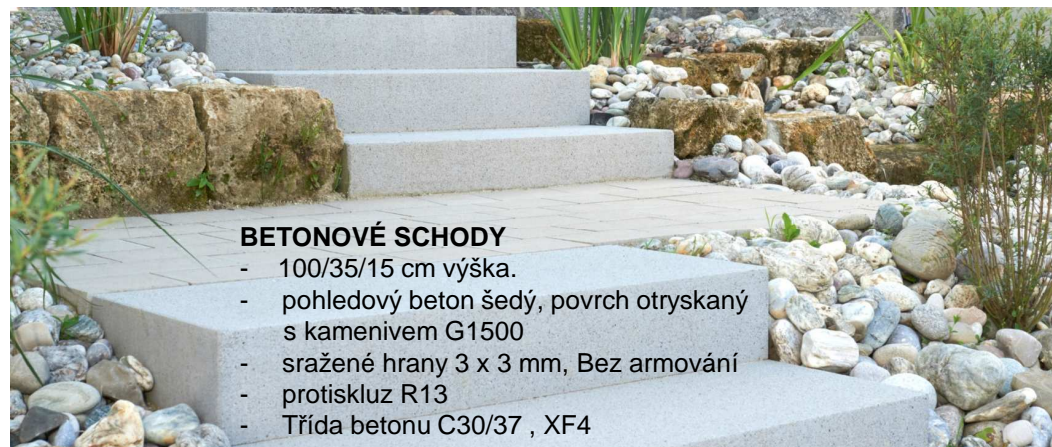 BETONOVÉ SCHODY
- 100/35/15 cm výška.
- pohledový beton šedý, povrch otryskaný
s kamenivem G1500
- sražené hrany 3 x 3 mm, Bez armování
- protiskluz R13
- Třída betonu C30/37 , XF4